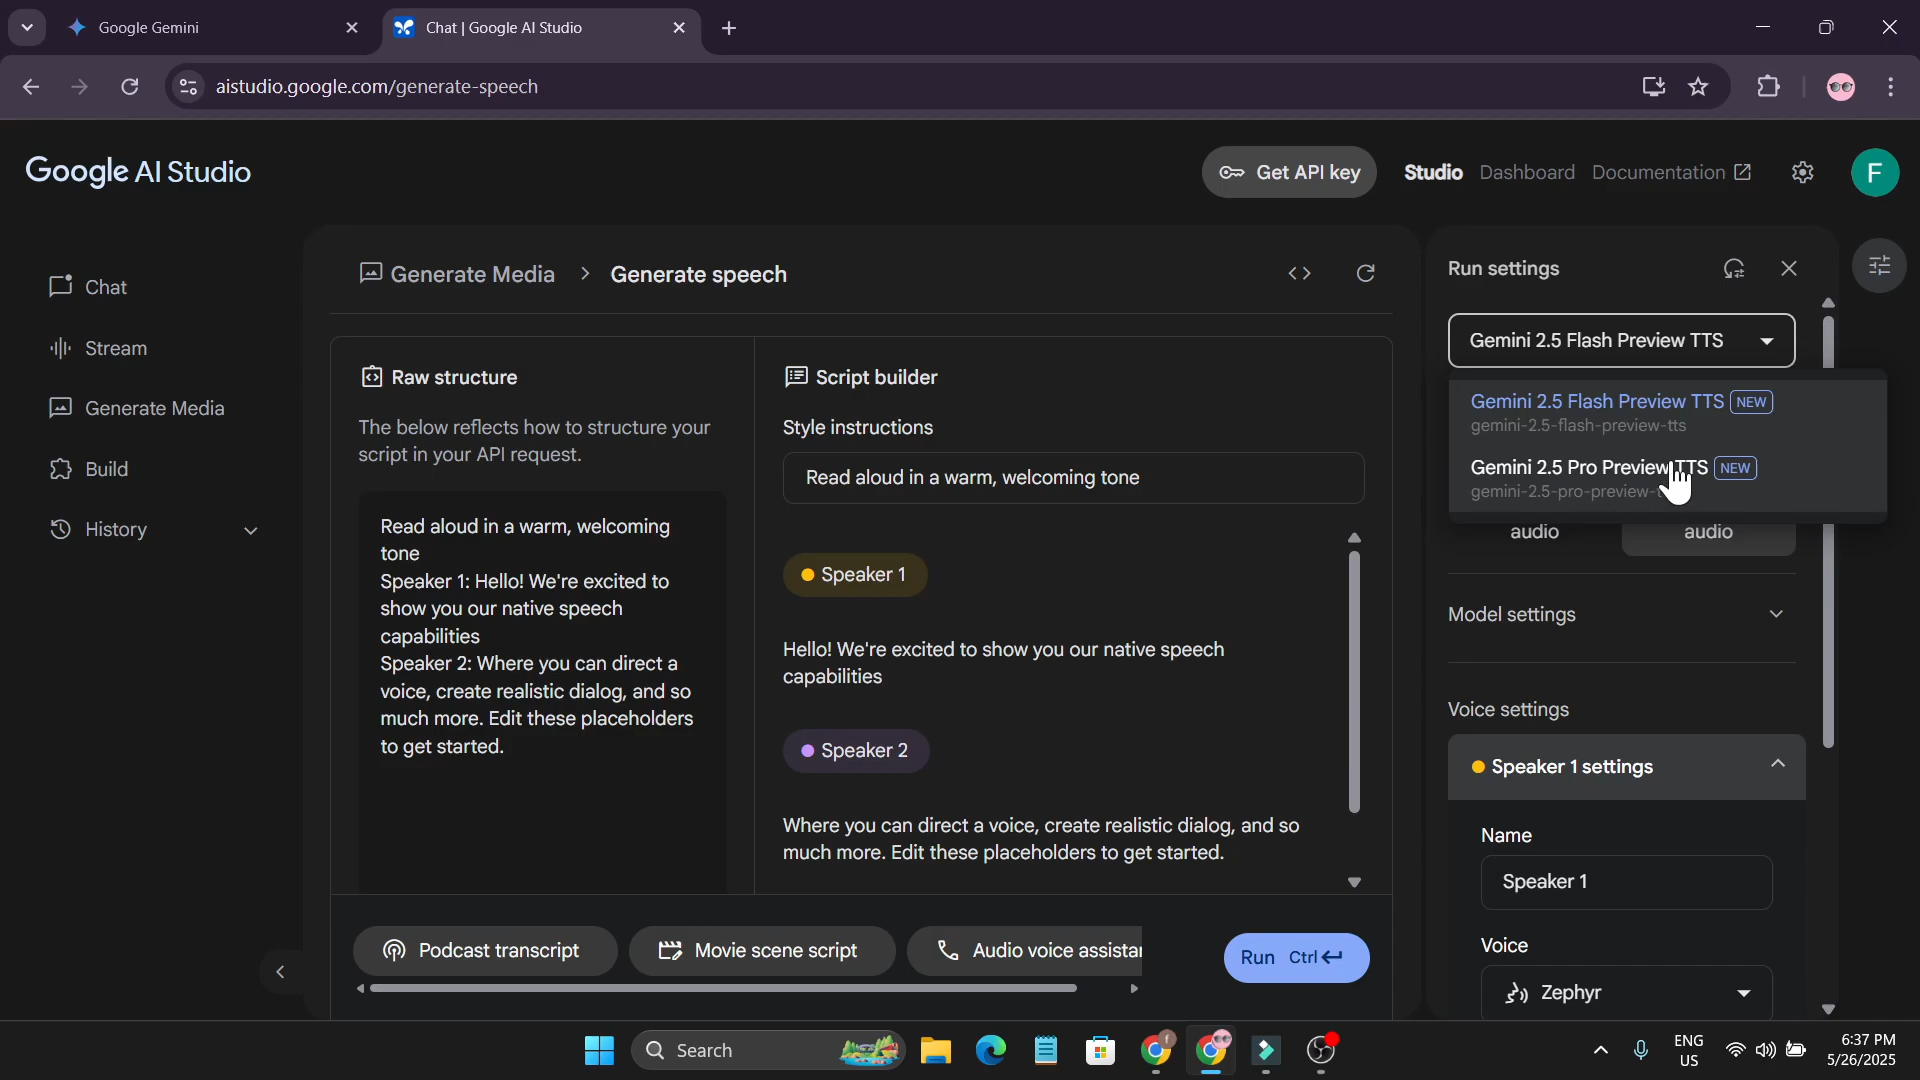 Google Gemini
Chat | Google AI Studio
aistudio.google.com/generate-speech
Google AI Studio
Get API key
Studio
Dashboard
Documentation
F
Chat
Stream
Generate Media
Build
History
Generate Media > Generate speech
Raw structure
The below reflects how to structure your
script in your API request.
Read aloud in a warm, welcoming
tone
Speaker 1: Hello! We're excited to
show you our native speech
capabilities
Speaker 2: Where you can direct a
voice, create realistic dialog, and so
much more. Edit these placeholders
to get started.
Script builder
Style instructions
Read aloud in a warm, welcoming tone
Speaker 1
Hello! We're excited to show you our native speech
capabilities
Speaker 2
Where you can direct a voice, create realistic dialog, and so
much more. Edit these placeholders to get started.
Podcast transcript
Movie scene script
Audio voice assistan
Run Ctrl
Run settings
Gemini 2.5 Flash Preview TTS
Gemini 2.5 Flash Preview TTS NEW
gemini-2.5-flash-preview-tts
Gemini 2.5 Pro Preview TTS NEW
gemini-2.5-pro-preview-t
audio
audio
Model settings
Voice settings
Speaker 1 settings
Name
Speaker 1
Voice
Zephyr
Search
f
ENG
US
6:37 PM
5/26/2025